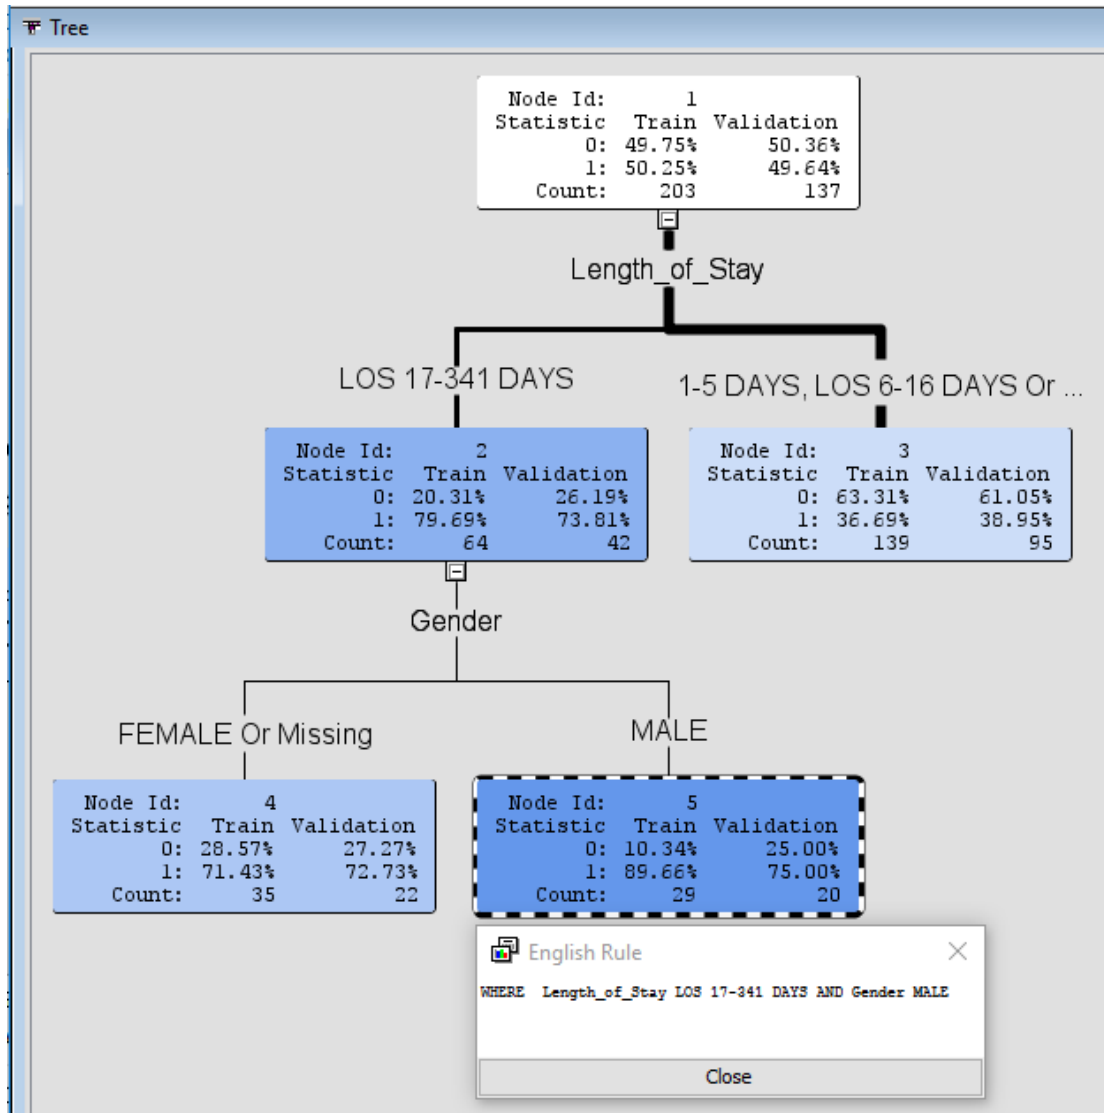 Tree
Node Id: 1
Statistic Train Validation
0: 49.75% 50.36%
1: 50.25% 49.64%
Count: 203 137
Length_of_Stay
LOS 17-341 DAYS
1-5 DAYS, LOS 6-16 DAYS Or ...
Node Id: 2
Statistic Train Validation
0: 20.31% 26.19%
1: 79.69% 73.81%
Count: 64 42
Node Id: 3
Statistic Train Validation
0: 63.31% 61.05%
1: 36.69% 38.95%
Count: 139 95
Gender
FEMALE Or Missing
MALE
Node Id: 4
Statistic Train Validation
0: 28.57% 27.27%
1: 71.43% 72.73%
Count: 35 22
Node Id: 5
Statistic Train Validation
0: 10.34% 25.00%
1: 89.66% 75.00%
Count: 29 20
English Rule
WHERE Length_of_Stay LOS 17-341 DAYS AND Gender MALE
Close